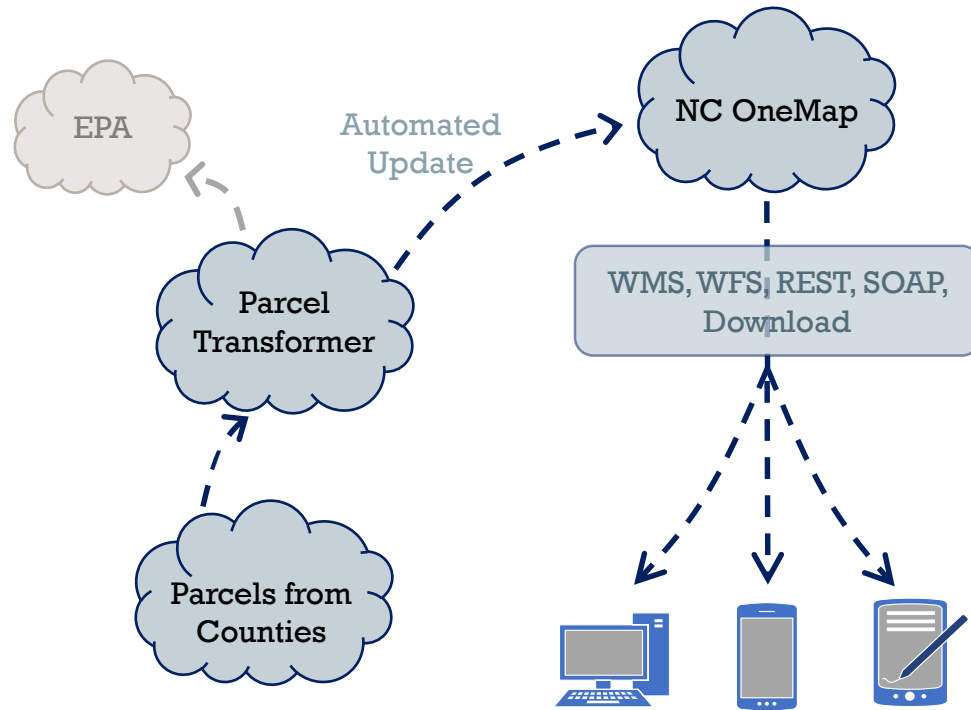 EPA
Automated
Update
NC OneMap
Parcel
Transformer
WMS, WFS, REST, SOAP,
Download
Parcels from
Counties